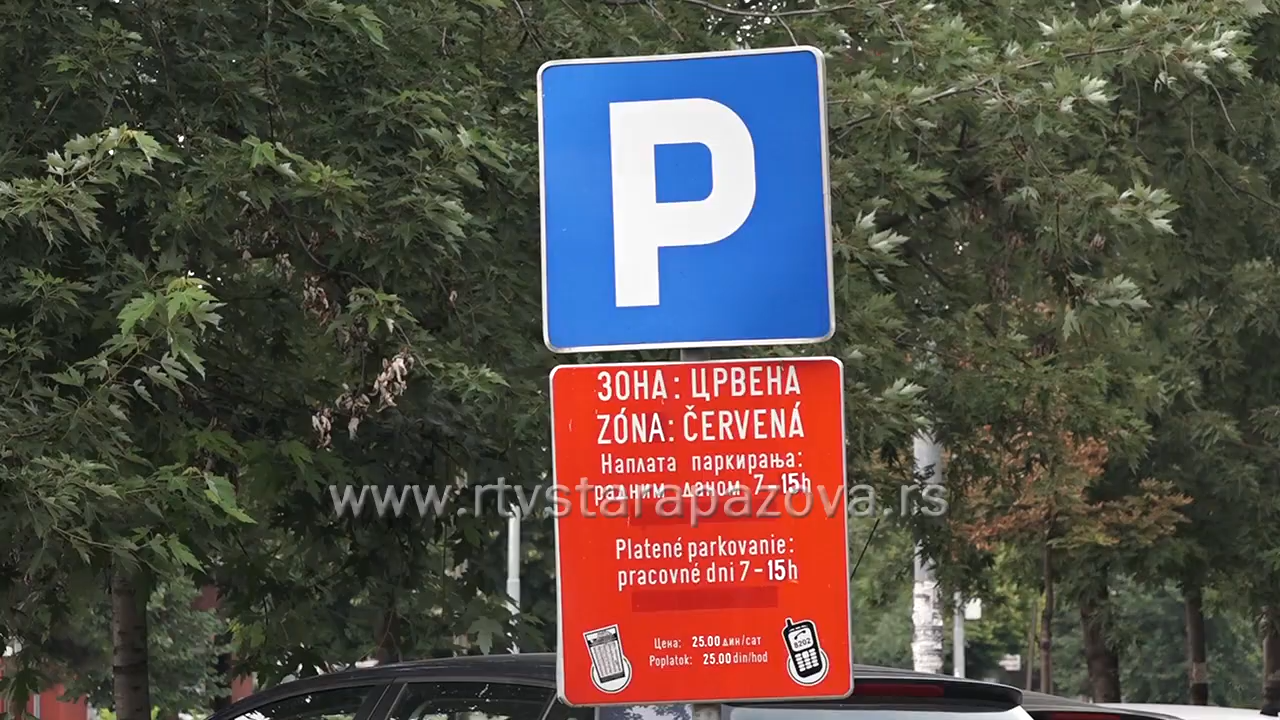 P
ЗОНА: ЦРВЕНА
ZÓNA: ČERVENÁ
Наплата паркирања:
радним даном 7-15h
www.rtvstarapazova.rs
Platené parkovanie:
pracovné dni 7-15h
Цена: 25.00 дин/сат
Poplatok: 25.00 din/hod
8202